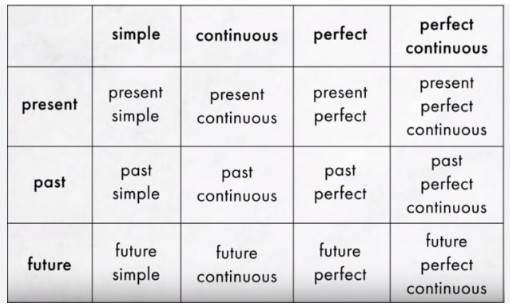 simple continuous perfect perfect continuous
present present simple present continuous present perfect present perfect continuous
past past simple past continuous past perfect past perfect continuous
future future simple future continuous future perfect future perfect continuous